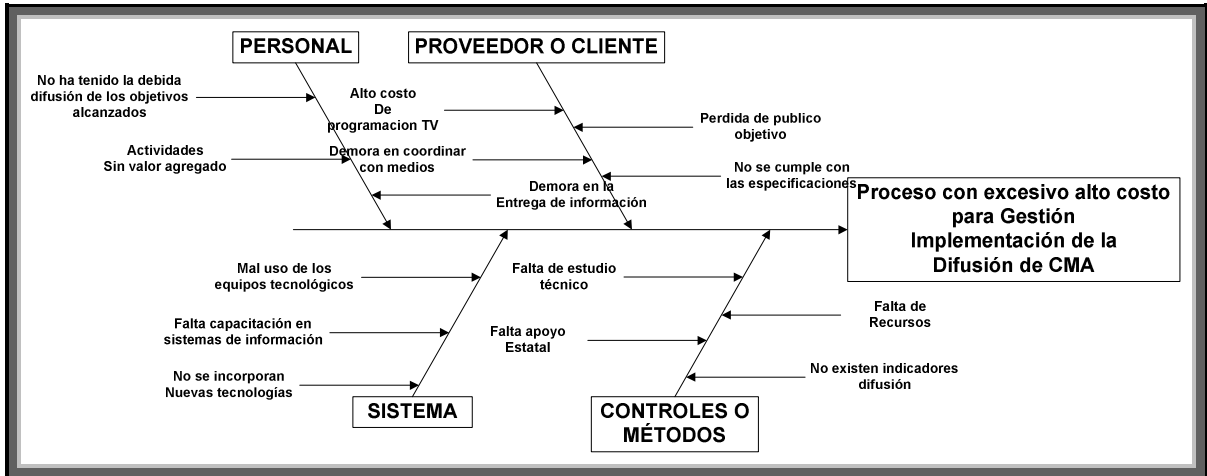 PERSONAL
PROVEEDOR O CLIENTE
No ha tenido la debida
difusión de los objetivos
alcanzados
Alto costo
De
programacion TV
Perdida de publico
objetivo
Actividades
Sin valor agregado
Demora en coordinar
con medios
No se cumple con
las especificaciones
Demora en la
Entrega de información
Proceso con excesivo alto costo
para Gestión
Implementación de la
Difusión de CMA
Mal uso de los
equipos tecnológicos
Falta de estudio
técnico
Falta de
Recursos
Falta capacitación en
sistemas de información
Falta apoyo
Estatal
No existen indicadores
difusión
No se incorporan
Nuevas tecnologías
SISTEMA
CONTROLES O
MÉTODOS